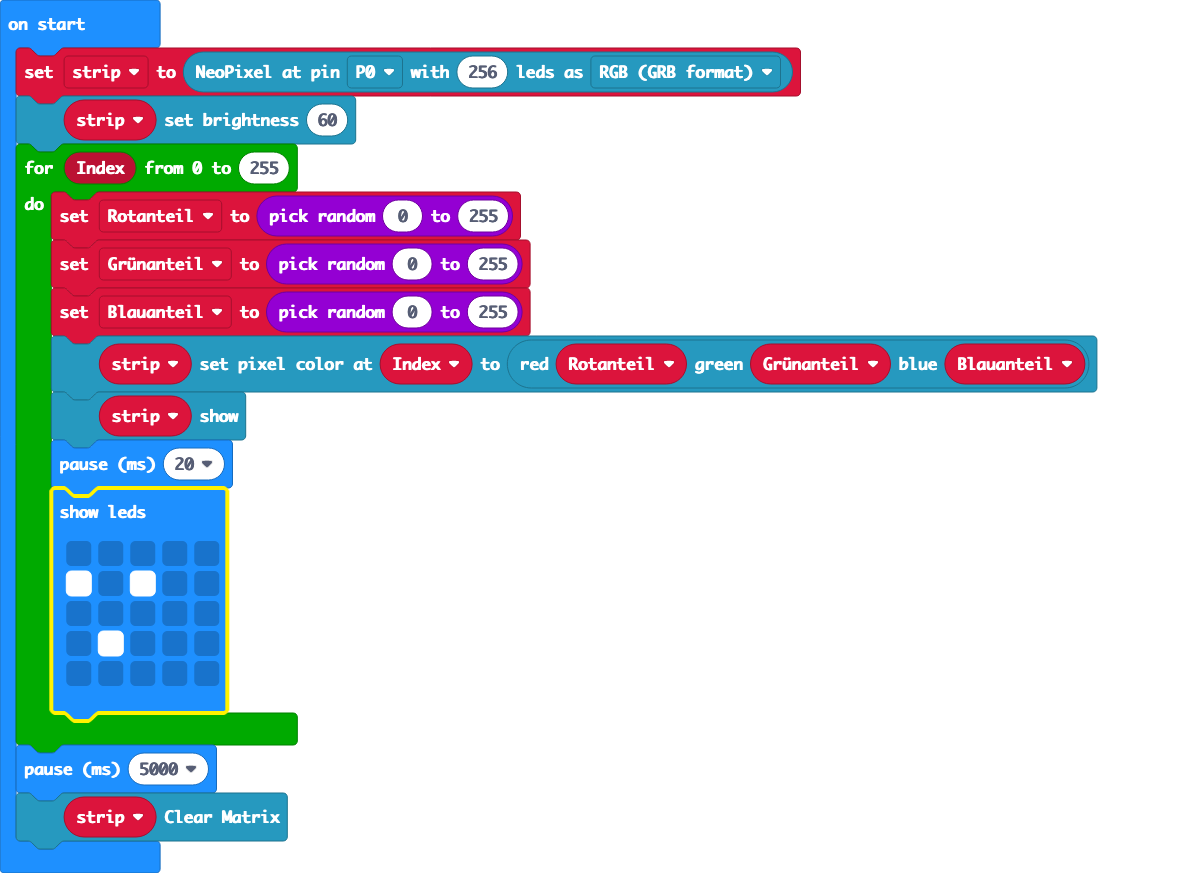 on start
set strip to NeoPixel at pin P0 with 256 leds as RGB (GRB format)
strip set brightness 60
for Index from 0 to 255
do
set Rotanteil to pick random 0 to 255
set Grünanteil to pick random 0 to 255
set Blauanteil to pick random 0 to 255
strip set pixel color at Index to red Rotanteil green Grünanteil blue Blauanteil
strip show
pause (ms) 20
show leds
pause (ms) 5000
strip Clear Matrix